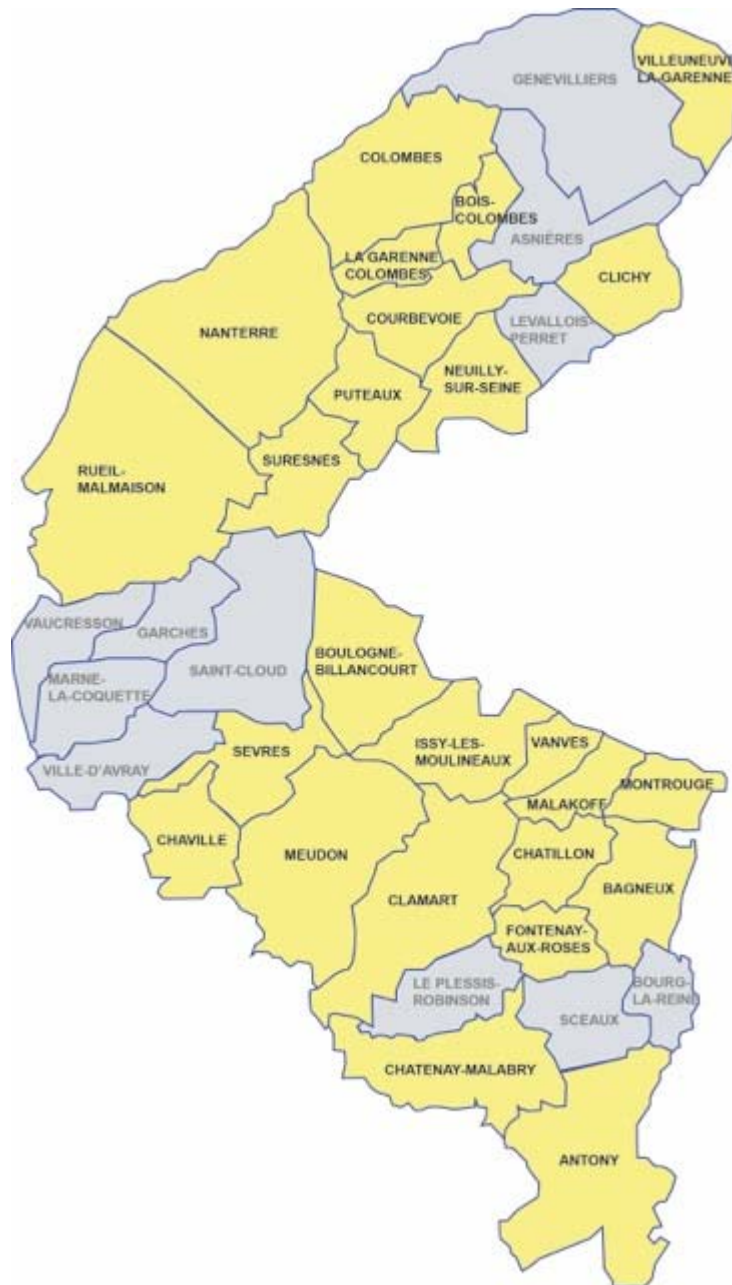 VILLEUNEUVE
LA-GARENNE
GENEVILLIERS
COLOMBES
BOIS-
COLOMBES
ASNIÈRES
LA GARENNE
COLOMBES
CLICHY
COURBEVOIE
LEVALLOIS-
PERRET
NANTERRE
NEUILLY-
SUR-SEINE
PUTEAUX
SURESNES
RUEIL-
MALMAISON
VAUCRESSON
GARCHES
SAINT-CLOUD
BOULOGNE-
BILLANCOURT
MARNE-
LA-COQUETTE
SEVRES
ISSY-LES-
MOULINEAUX
VANVES
VILLE-D'AVRAY
MONTROUGE
MALAKOFF
CHAVILLE
MEUDON
CHATILLON
BAGNEUX
CLAMART
FONTENAY-
AUX-ROSES
LE PLESSIS-
ROBINSON
BOURG-
LA-REINE
SCEAUX
CHATENAY-MALABRY
ANTONY